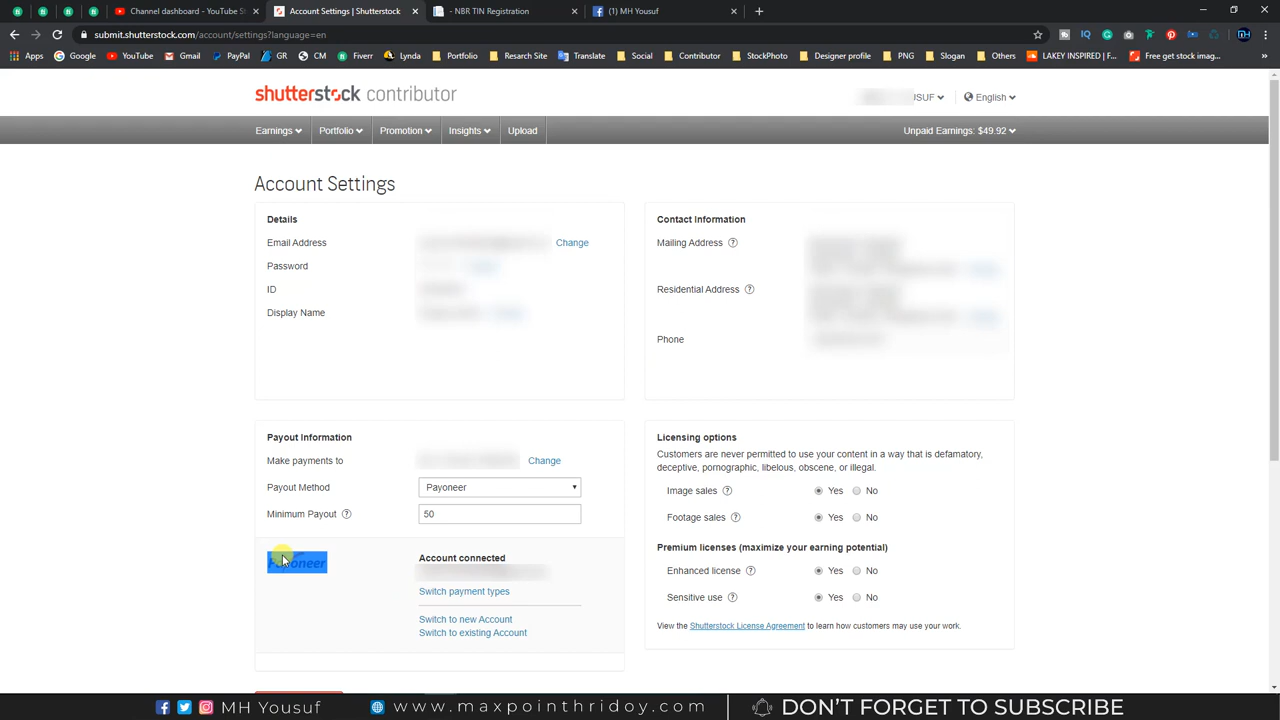 Channel dashboard - YouTube S
Account Settings | Shutterstock
- NBR TIN Registration
(1) MH Yousuf
submit.shutterstock.com/account/settings?language=en
Apps Google YouTube Gmail PayPal GR CR Fiverr Lynda Portfolio Resarch Site Translate Social Contributor StockPhoto Designer profile PNG Slogan Others LAKEY INSPIRED | F... Free get stock imag...
shutterstock contributor
USUF English
Earnings Portfolio Promotion Insights Upload Unpaid Earnings: $49.92
Account Settings
Details
Email Address Change
Password
ID
Display Name
Contact Information
Mailing Address ?
Residential Address ?
Phone
Payout Information
Make payments to Change
Payout Method Payoneer
Minimum Payout ? 50
Payoneer
Account connected
Switch payment types
Switch to new Account
Switch to existing Account
Licensing options
Customers are never permitted to use your content in a way that is defamatory,
deceptive, pornographic, libelous, obscene, or illegal.
Image sales ? Yes No
Footage sales ? Yes No
Premium licenses (maximize your earning potential)
Enhanced license ? Yes No
Sensitive use ? Yes No
View the Shutterstock License Agreement to learn how customers may use your work.
MH Yousuf www.maxpointhridoy.com DON'T FORGET TO SUBSCRIBE